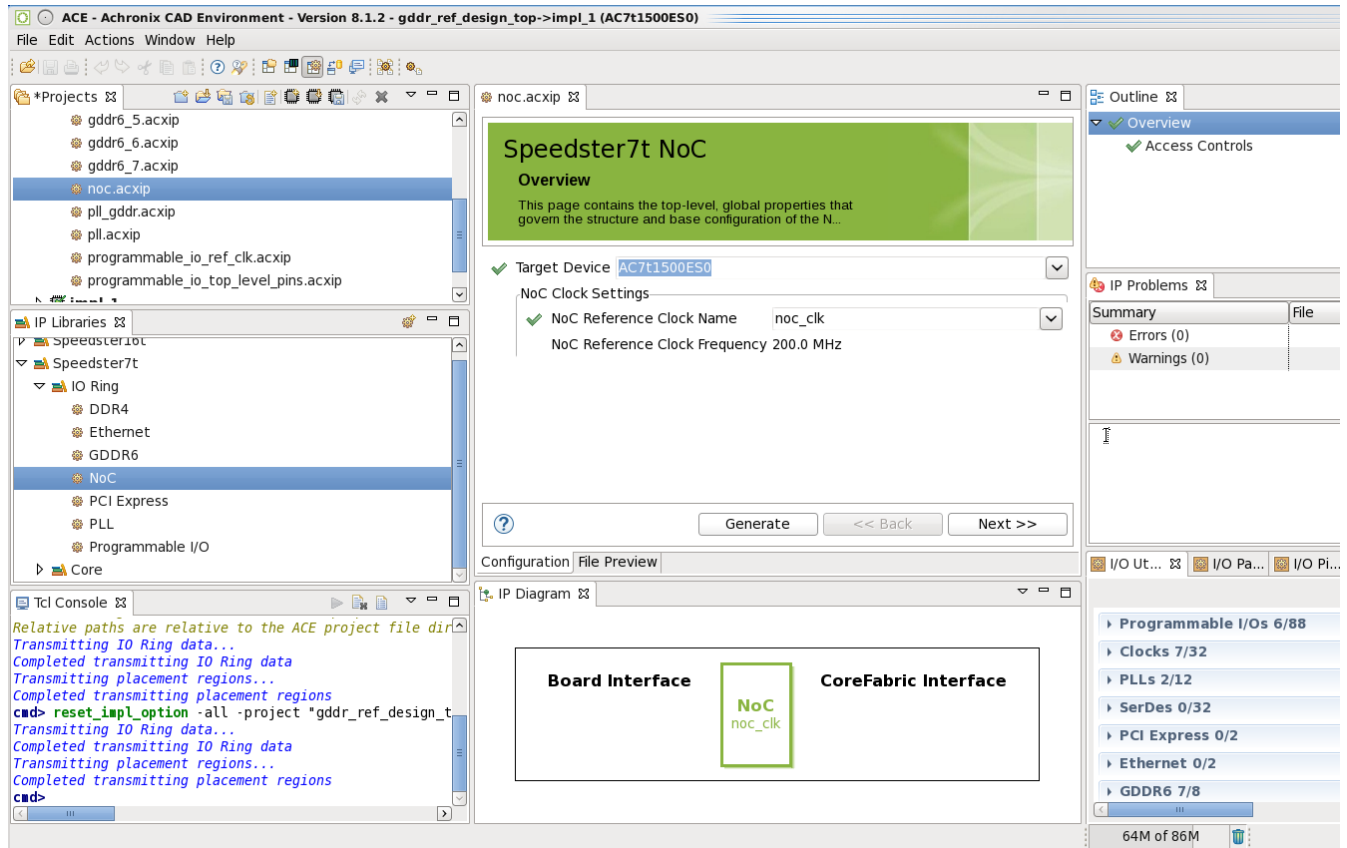 ACE - Achronix CAD Environment - Version 8.1.2 - gddr_ref_design_top->impl_1 (AC7t1500ES0)
File Edit Actions Window Help
*Projects
gddr6_5.acxip
gddr6_6.acxip
gddr6_7.acxip
noc.acxip
pll_gddr.acxip
pll.acxip
programmable_io_ref_clk.acxip
programmable_io_top_level_pins.acxip
impl_1
IP Libraries
Speedster16t
Speedster7t
IO Ring
DDR4
Ethernet
GDDR6
NoC
PCI Express
PLL
Programmable I/O
Core
Tcl Console
Relative paths are relative to the ACE project file dir
Transmitting IO Ring data...
Completed transmitting IO Ring data
Transmitting placement regions...
Completed transmitting placement regions
cmd> reset_impl_option -all -project "gddr_ref_design_t
Transmitting IO Ring data...
Completed transmitting IO Ring data
Transmitting placement regions...
Completed transmitting placement regions
cmd>
noc.acxip
Speedster7t NoC
Overview
This page contains the top-level, global properties that
govern the structure and base configuration of the N...
Target Device AC7t1500ES0
NoC Clock Settings
NoC Reference Clock Name noc_clk
NoC Reference Clock Frequency 200.0 MHz
Generate << Back Next >>
Configuration File Preview
IP Diagram
Board Interface
NoC
noc_clk
CoreFabric Interface
Outline
Overview
Access Controls
IP Problems
Summary File
Errors (0)
Warnings (0)
I/O Ut... I/O Pa... I/O Pi...
Programmable I/Os 6/88
Clocks 7/32
PLLs 2/12
SerDes 0/32
PCI Express 0/2
Ethernet 0/2
GDDR6 7/8
64M of 86M